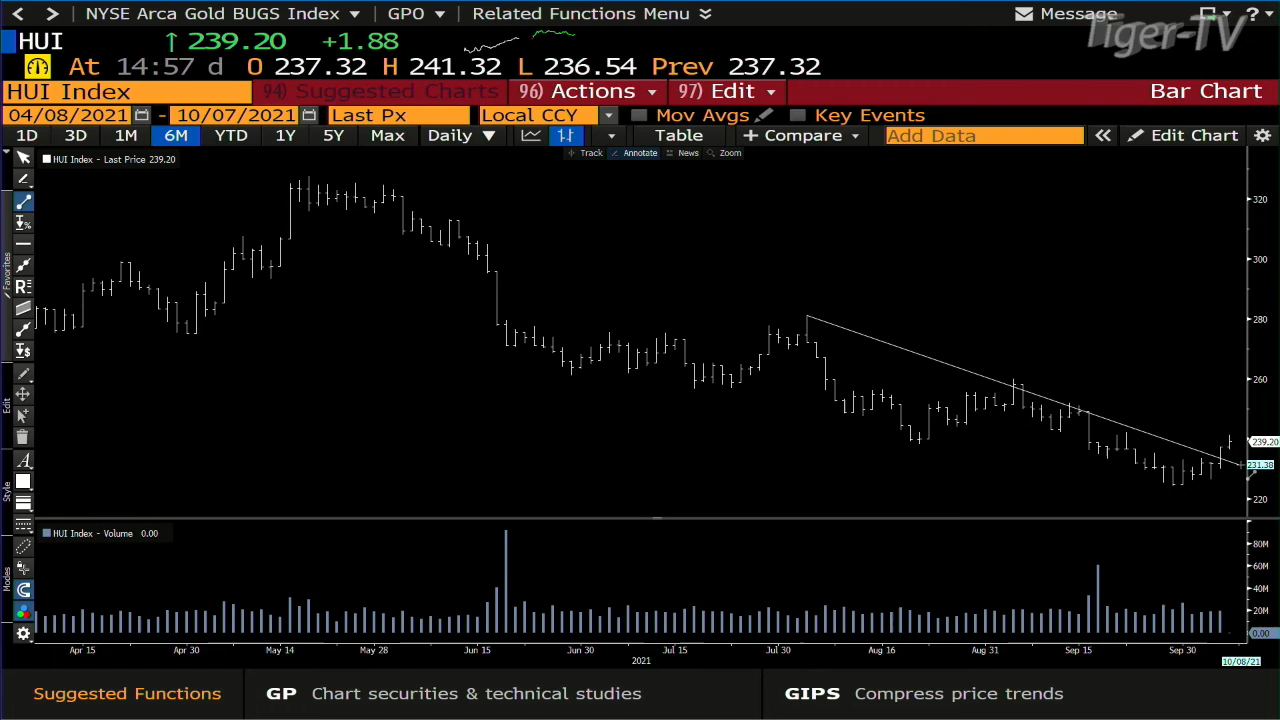 NYSE Arca Gold BUGS Index GPO Related Functions Menu Message ?
Tiger-TV
HUI ↑ 239.20 +1.88
At 14:57 d O 237.32 H 241.32 L 236.54 Prev 237.32
HUI Index 94) Suggested Charts 96) Actions 97) Edit Bar Chart
04/08/2021 - 10/07/2021 Last Px Local CCY Mov Avgs Key Events
1D 3D 1M 6M YTD 1Y 5Y Max Daily ▼ Table + Compare Add Data « Edit Chart
Track Annotate News Zoom
HUI Index - Last Price 239.20
320
300
280
260
239.20
231.38
220
Favorites
Edit
Style
Modes
HUI Index - Volume 0.00
80M
60M
40M
20M
0.00
Apr 15 Apr 30 May 14 May 28 Jun 15 Jun 30 Jul 15 Jul 30 Aug 16 Aug 31 Sep 15 Sep 30
2021
10/08/21
Suggested Functions GP Chart securities & technical studies GIPS Compress price trends